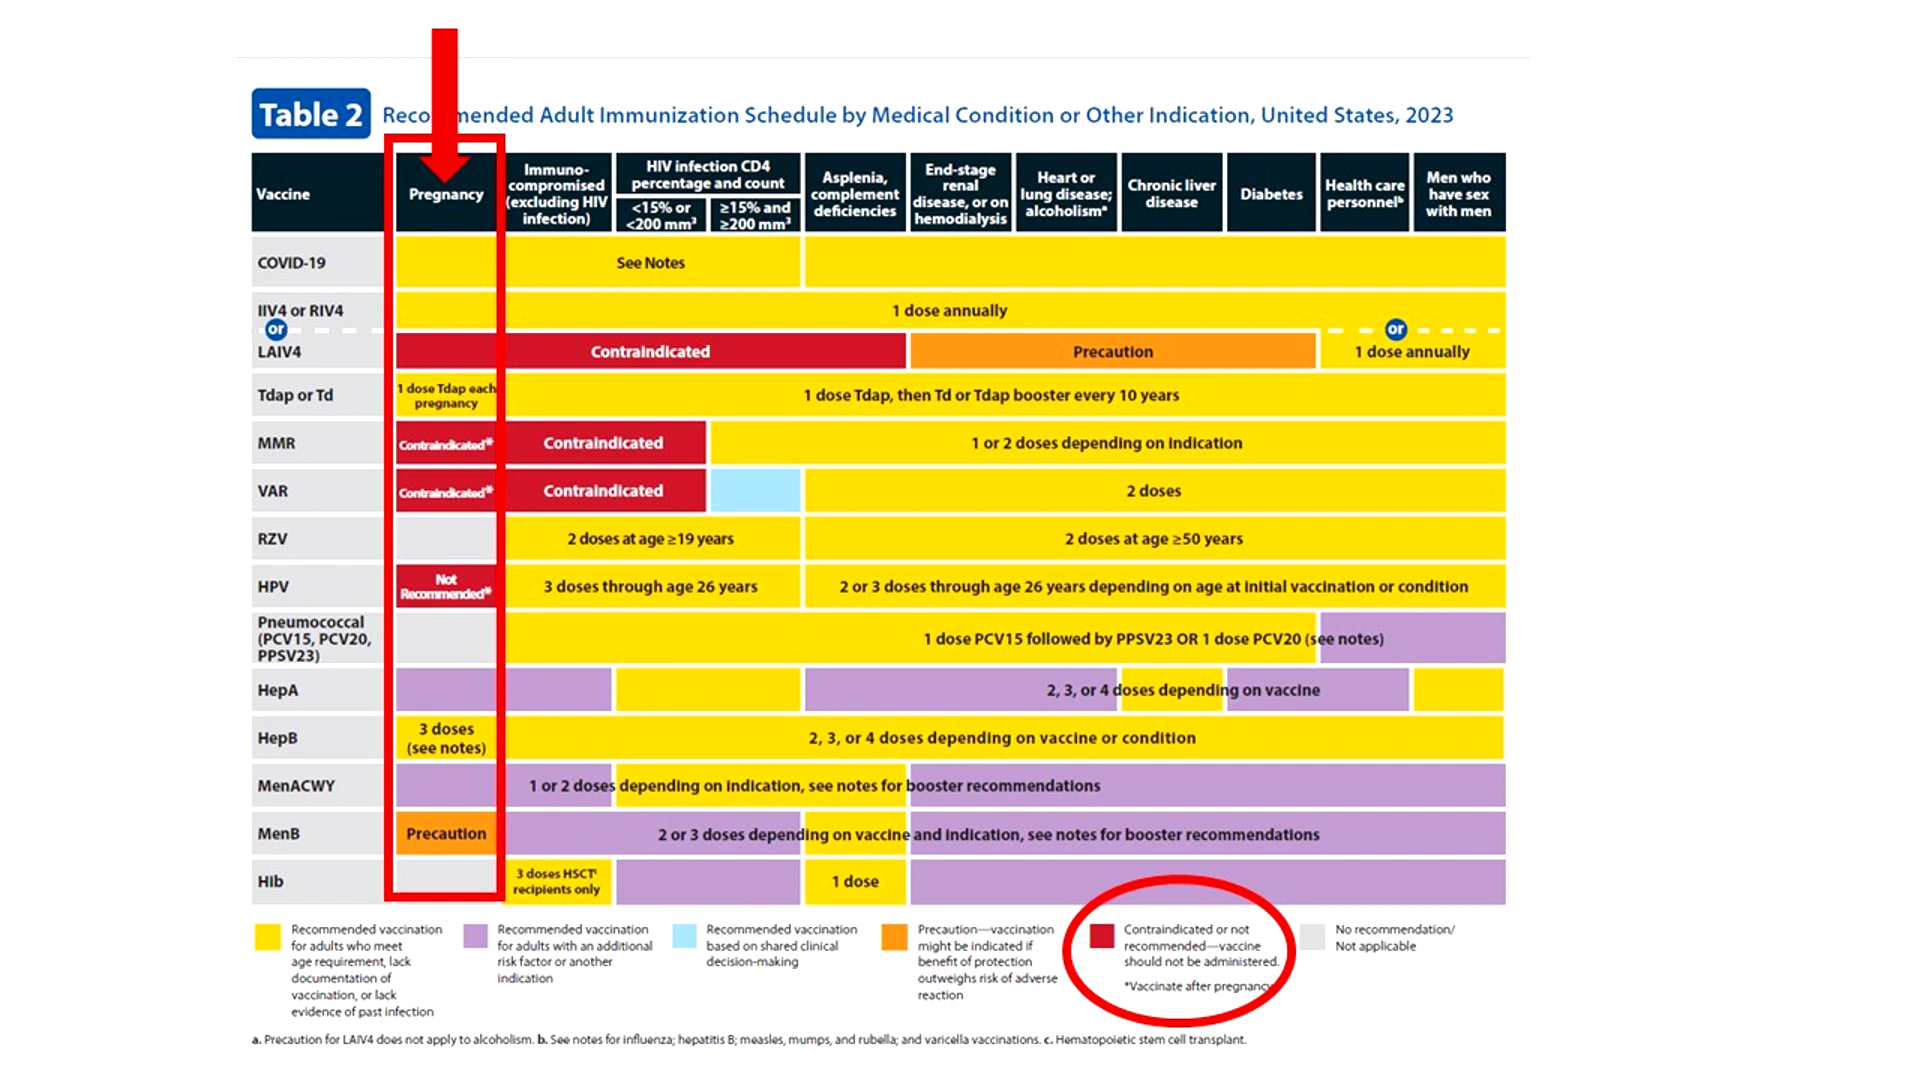 Table 2 Recommended Adult Immunization Schedule by Medical Condition or Other Indication, United States, 2023
Vaccine
Pregnancy
Immuno-
compromised
(excluding HIV
infection)
HIV infection CD4
percentage and count
<15% or
<200 mm³
≥15% and
≥200 mm³
Asplenia,
complement
deficiencies
End-stage
renal
disease, or on
hemodialysis
Heart or
lung disease;
alcoholismᵃ
Chronic liver
disease
Diabetes
Health care
personnelᵇ
Men who
have sex
with men
COVID-19
See Notes
IIV4 or RIV4
1 dose annually
or
or
LAIV4
Contraindicated
Precaution
1 dose annually
Tdap or Td
1 dose Tdap each
pregnancy
1 dose Tdap, then Td or Tdap booster every 10 years
MMR
Contraindicated*
Contraindicated
1 or 2 doses depending on indication
VAR
Contraindicated*
Contraindicated
2 doses
RZV
2 doses at age ≥19 years
2 doses at age ≥50 years
HPV
Not
Recommended*
3 doses through age 26 years
2 or 3 doses through age 26 years depending on age at initial vaccination or condition
Pneumococcal
(PCV15, PCV20,
PPSV23)
1 dose PCV15 followed by PPSV23 OR 1 dose PCV20 (see notes)
HepA
2, 3, or 4 doses depending on vaccine
HepB
3 doses
(see notes)
2, 3, or 4 doses depending on vaccine or condition
MenACWY
1 or 2 doses depending on indication, see notes for booster recommendations
MenB
Precaution
2 or 3 doses depending on vaccine and indication, see notes for booster recommendations
Hib
3 doses HSCTᶜ
recipients only
1 dose
Recommended vaccination
for adults who meet
age requirement, lack
documentation of
vaccination, or lack
evidence of past infection
Recommended vaccination
for adults with an additional
risk factor or another
indication
Recommended vaccination
based on shared clinical
decision-making
Precaution—vaccination
might be indicated if
benefit of protection
outweighs risk of adverse
reaction
Contraindicated or not
recommended—vaccine
should not be administered.
*Vaccinate after pregnancy
No recommendation/
Not applicable
a. Precaution for LAIV4 does not apply to alcoholism. b. See notes for influenza; hepatitis B; measles, mumps, and rubella; and varicella vaccinations. c. Hematopoietic stem cell transplant.